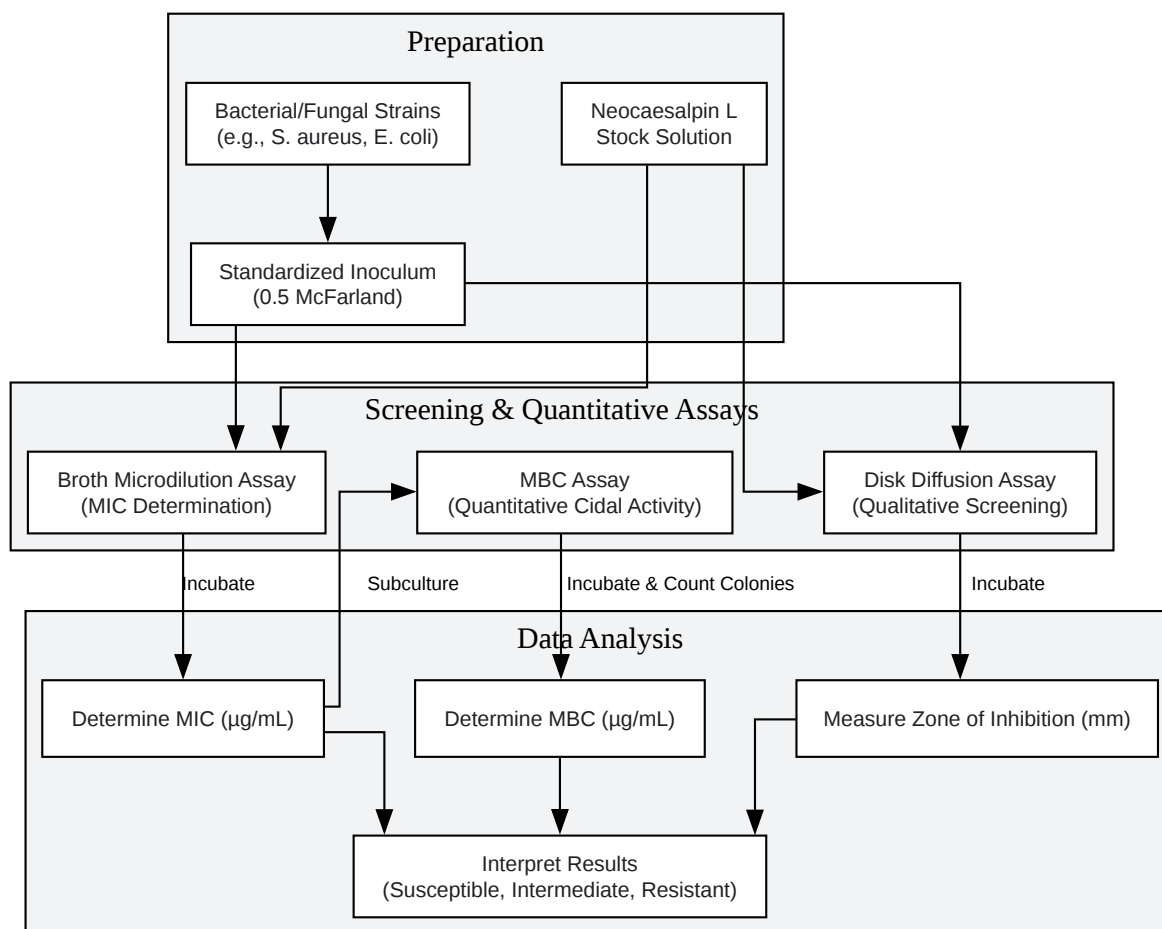 Preparation
Bacterial/Fungal Strains
(e.g., S. aureus, E. coli)
Neocaesalpin L
Stock Solution
Standardized Inoculum
(0.5 McFarland)
Screening & Quantitative Assays
Broth Microdilution Assay
(MIC Determination)
MBC Assay
(Quantitative Cidal Activity)
Disk Diffusion Assay
(Qualitative Screening)
Incubate
Subculture
Incubate & Count Colonies
Incubate
Data Analysis
Determine MIC (µg/mL)
Determine MBC (µg/mL)
Measure Zone of Inhibition (mm)
Interpret Results
(Susceptible, Intermediate, Resistant)